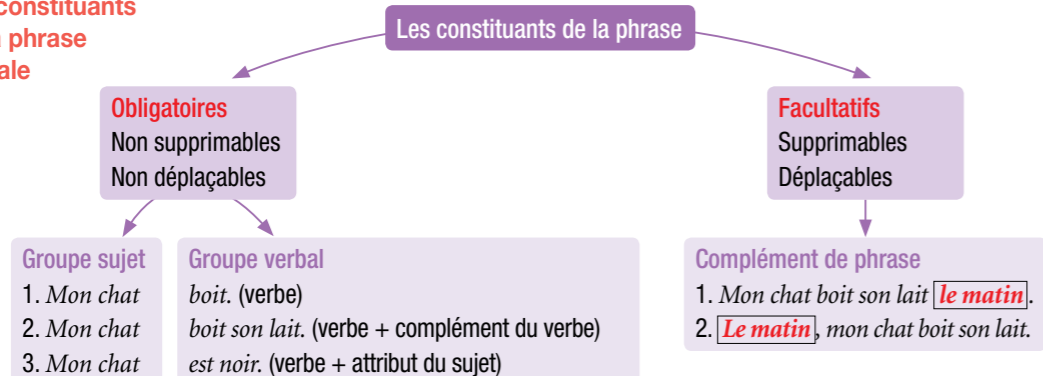 constituants
phrase
Les constituants de la phrase
Obligatoires
Non supprimables
Non déplaçables
Facultatifs
Supprimables
Déplaçables
Groupe sujet
1. Mon chat
2. Mon chat
3. Mon chat
Groupe verbal
boit. (verbe)
boit son lait. (verbe + complément du verbe)
est noir. (verbe + attribut du sujet)
Complément de phrase
1. Mon chat boit son lait le matin.
2. Le matin, mon chat boit son lait.